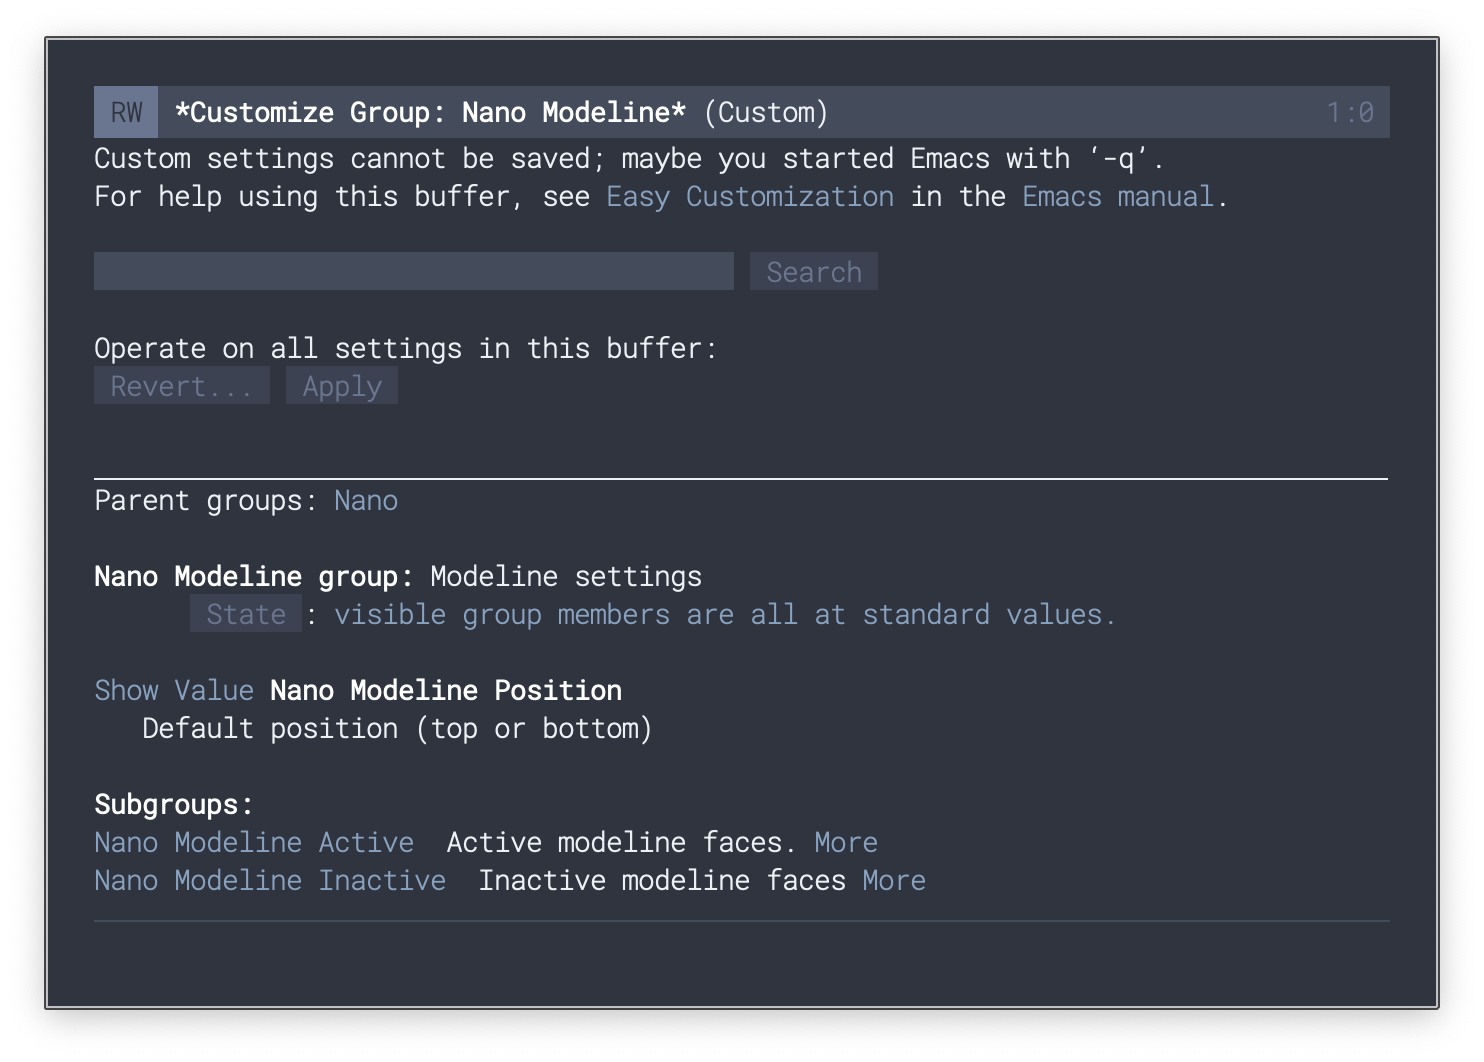 RW *Customize Group: Nano Modeline* (Custom) 1:0
Custom settings cannot be saved; maybe you started Emacs with ‘-q’.
For help using this buffer, see Easy Customization in the Emacs manual.
Search
Operate on all settings in this buffer:
Revert... Apply
Parent groups: Nano
Nano Modeline group: Modeline settings
State : visible group members are all at standard values.
Show Value Nano Modeline Position
Default position (top or bottom)
Subgroups:
Nano Modeline Active Active modeline faces. More
Nano Modeline Inactive Inactive modeline faces More